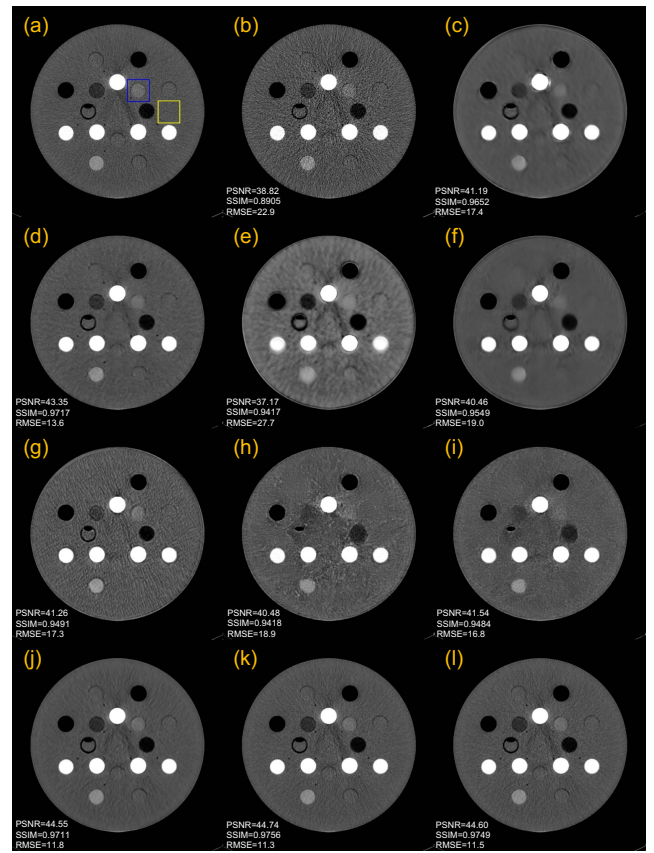 (a)
(b)
(c)
PSNR=38.82
SSIM=0.8905
RMSE=22.9
PSNR=41.19
SSIM=0.9652
RMSE=17.4
(d)
(e)
(f)
PSNR=43.35
SSIM=0.9717
RMSE=13.6
PSNR=37.17
SSIM=0.9417
RMSE=27.7
PSNR=40.46
SSIM=0.9549
RMSE=19.0
(g)
(h)
(i)
PSNR=41.26
SSIM=0.9491
RMSE=17.3
PSNR=40.48
SSIM=0.9418
RMSE=18.9
PSNR=41.54
SSIM=0.9484
RMSE=16.8
(j)
(k)
(l)
PSNR=44.55
SSIM=0.9711
RMSE=11.8
PSNR=44.74
SSIM=0.9756
RMSE=11.3
PSNR=44.60
SSIM=0.9749
RMSE=11.5